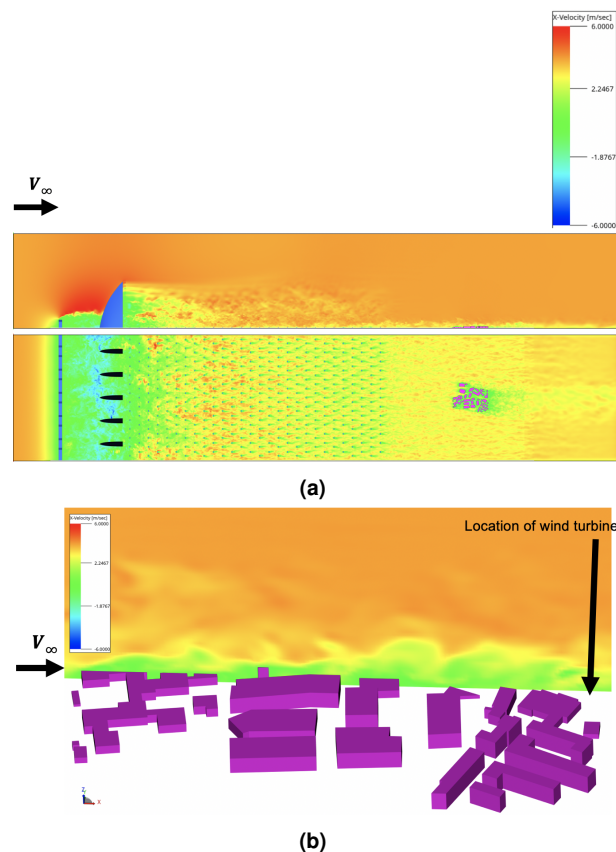 X-Velocity [m/sec]
6.0000
2.2467
-1.8767
-6.0000
V∞
(a)
X-Velocity [m/sec]
6.0000
2.2467
-1.8767
-6.0000
Location of wind turbine
V∞
Z
X
(b)